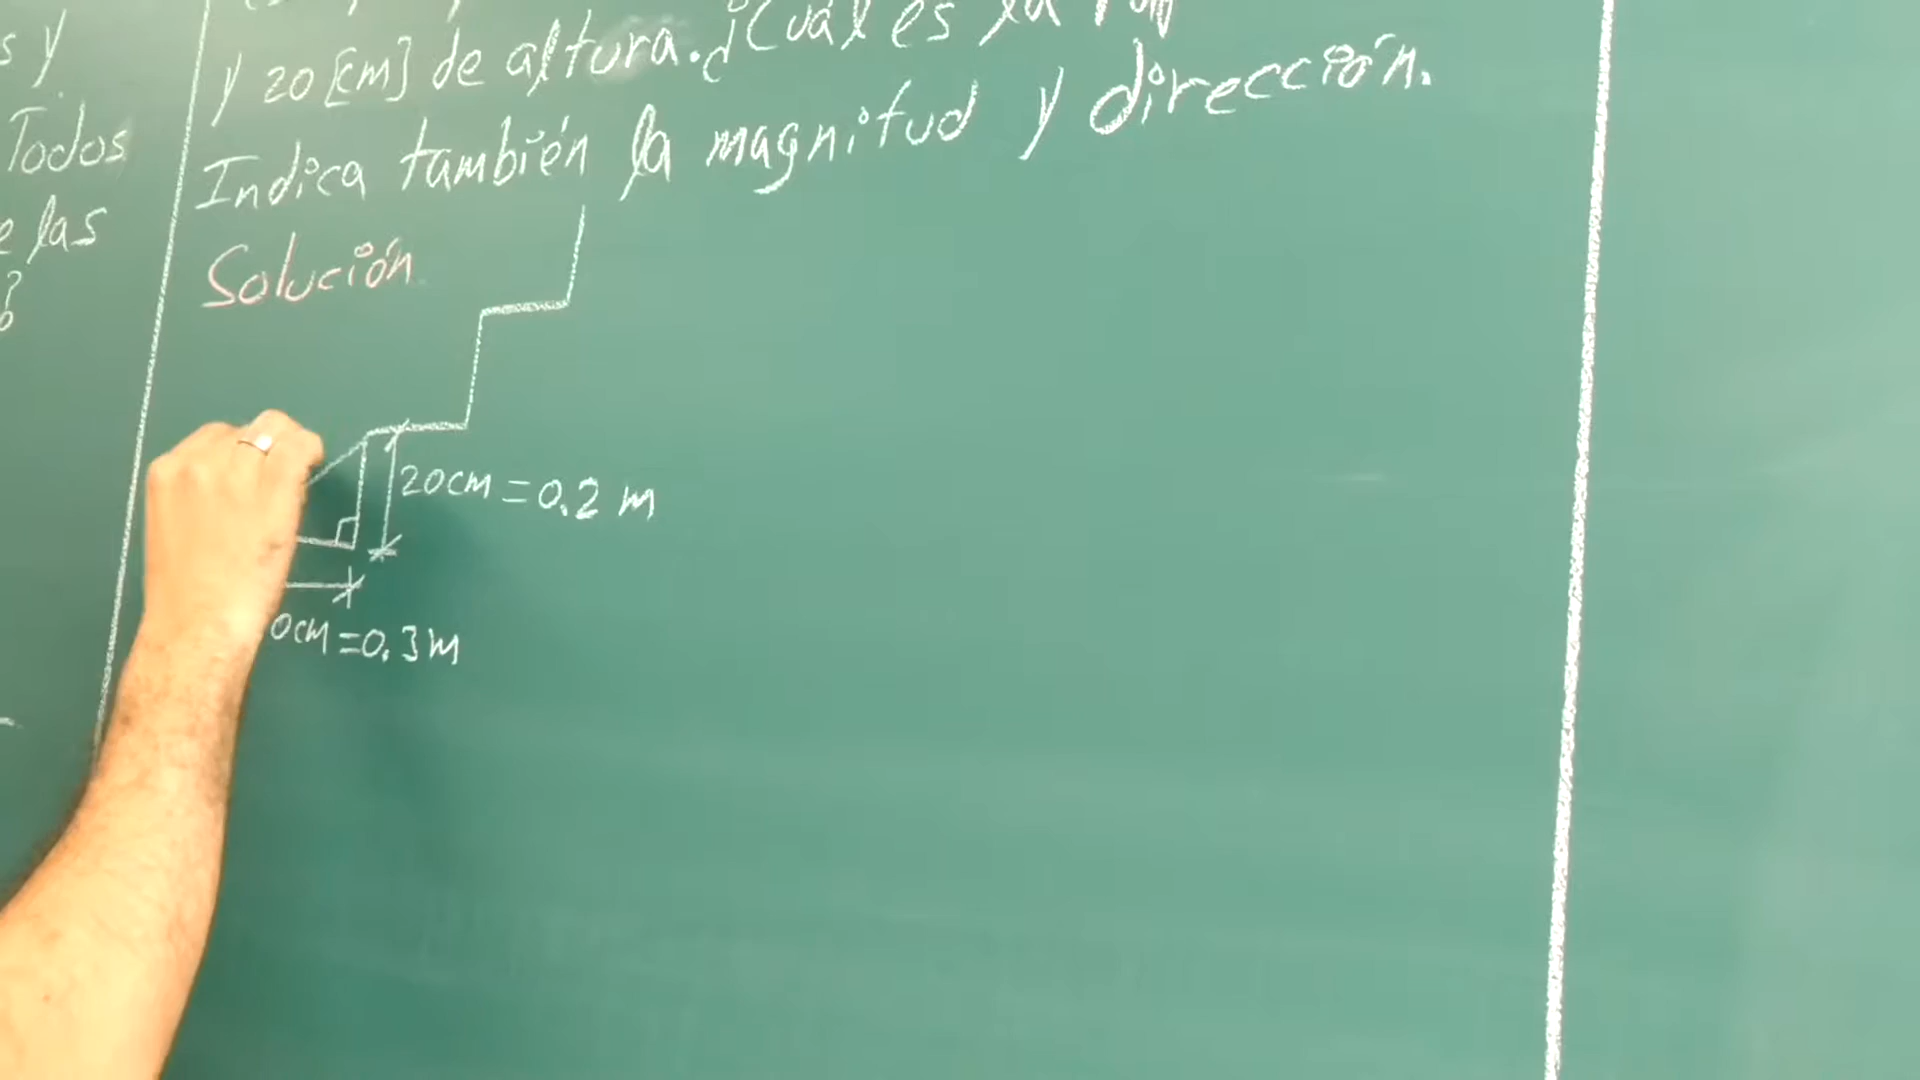 s y
Todos
e las
?
y 20 [cm] de altura. ¿Cuál es la
Indica también la magnitud y dirección.
Solución
20cm = 0.2 m
0cm = 0.3 m